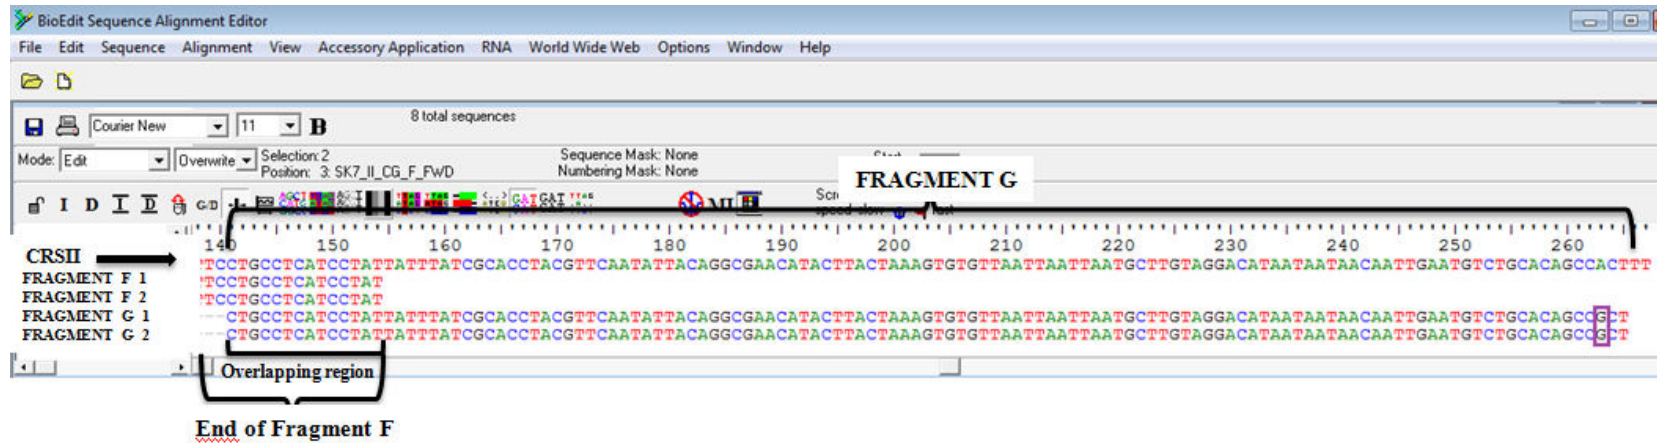 BioEdit Sequence Alignment Editor
File Edit Sequence Alignment View Accessory Application RNA World Wide Web Options Window Help
Courier New 11 B 8 total sequences
Mode: Edit Overwrite Selection: 2 Sequence Mask: None
Position: 3: SK7_II_CG_F_FWD Numbering Mask: None
FRAGMENT G
I D I D G/D
140 150 160 170 180 190 200 210 220 230 240 250 260
CRSII TCCTGCCTCATCCTATTATTTATCGCACCTACGTTCAATATTACAGGCGAACATACTTACTAAAGTGTGTTAATTAATTAATGCTTGTAGGACATAATAATAACAATTGAATGTCTGCACAGCCACTTT
FRAGMENT F 1 TCCTGCCTCATCCTAT
FRAGMENT F 2 TCCTGCCTCATCCTAT
FRAGMENT G 1 ---CTGCCTCATCCTATTATTTATCGCACCTACGTTCAATATTACAGGCGAACATACTTACTAAAGTGTGTTAATTAATTAATGCTTGTAGGACATAATAATAACAATTGAATGTCTGCACAGCCGCT
FRAGMENT G 2 ---CTGCCTCATCCTATTATTTATCGCACCTACGTTCAATATTACAGGCGAACATACTTACTAAAGTGTGTTAATTAATTAATGCTTGTAGGACATAATAATAACAATTGAATGTCTGCACAGCCGCT
Overlapping region
End of Fragment F